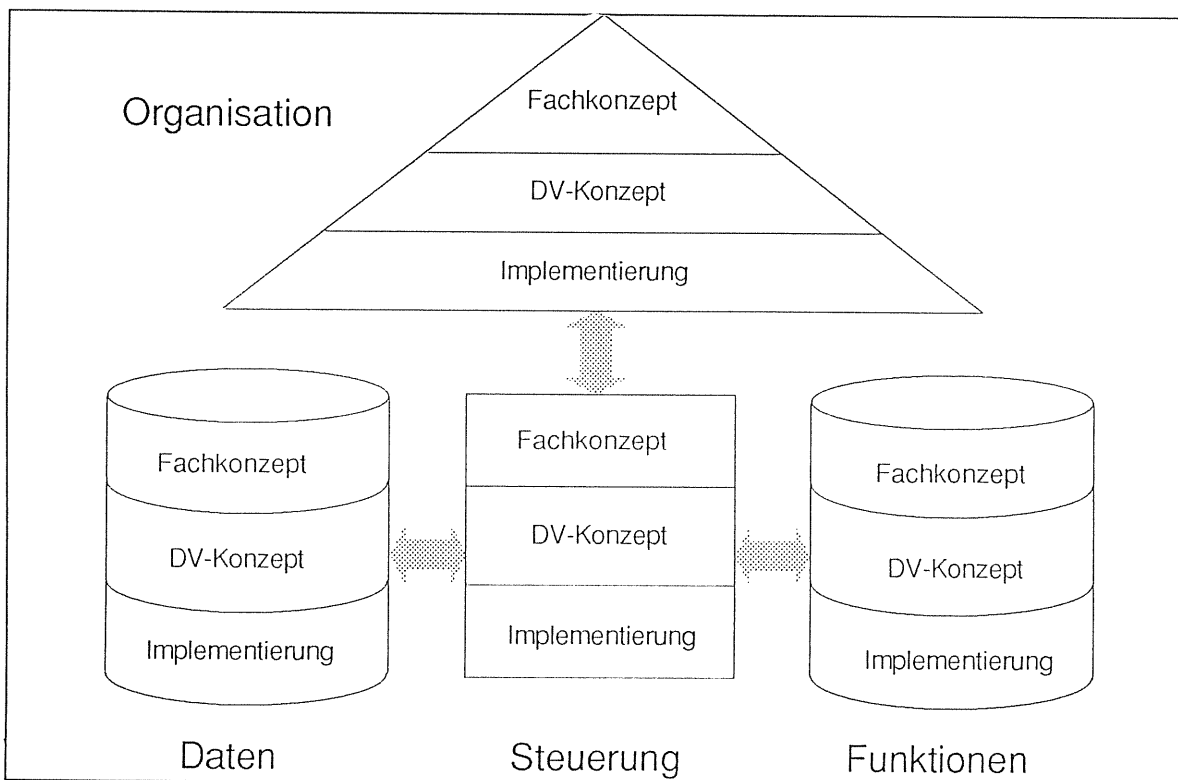 Organisation
Fachkonzept
DV-Konzept
Implementierung
Fachkonzept
DV-Konzept
Implementierung
Fachkonzept
DV-Konzept
Implementierung
Fachkonzept
DV-Konzept
Implementierung
Daten
Steuerung
Funktionen